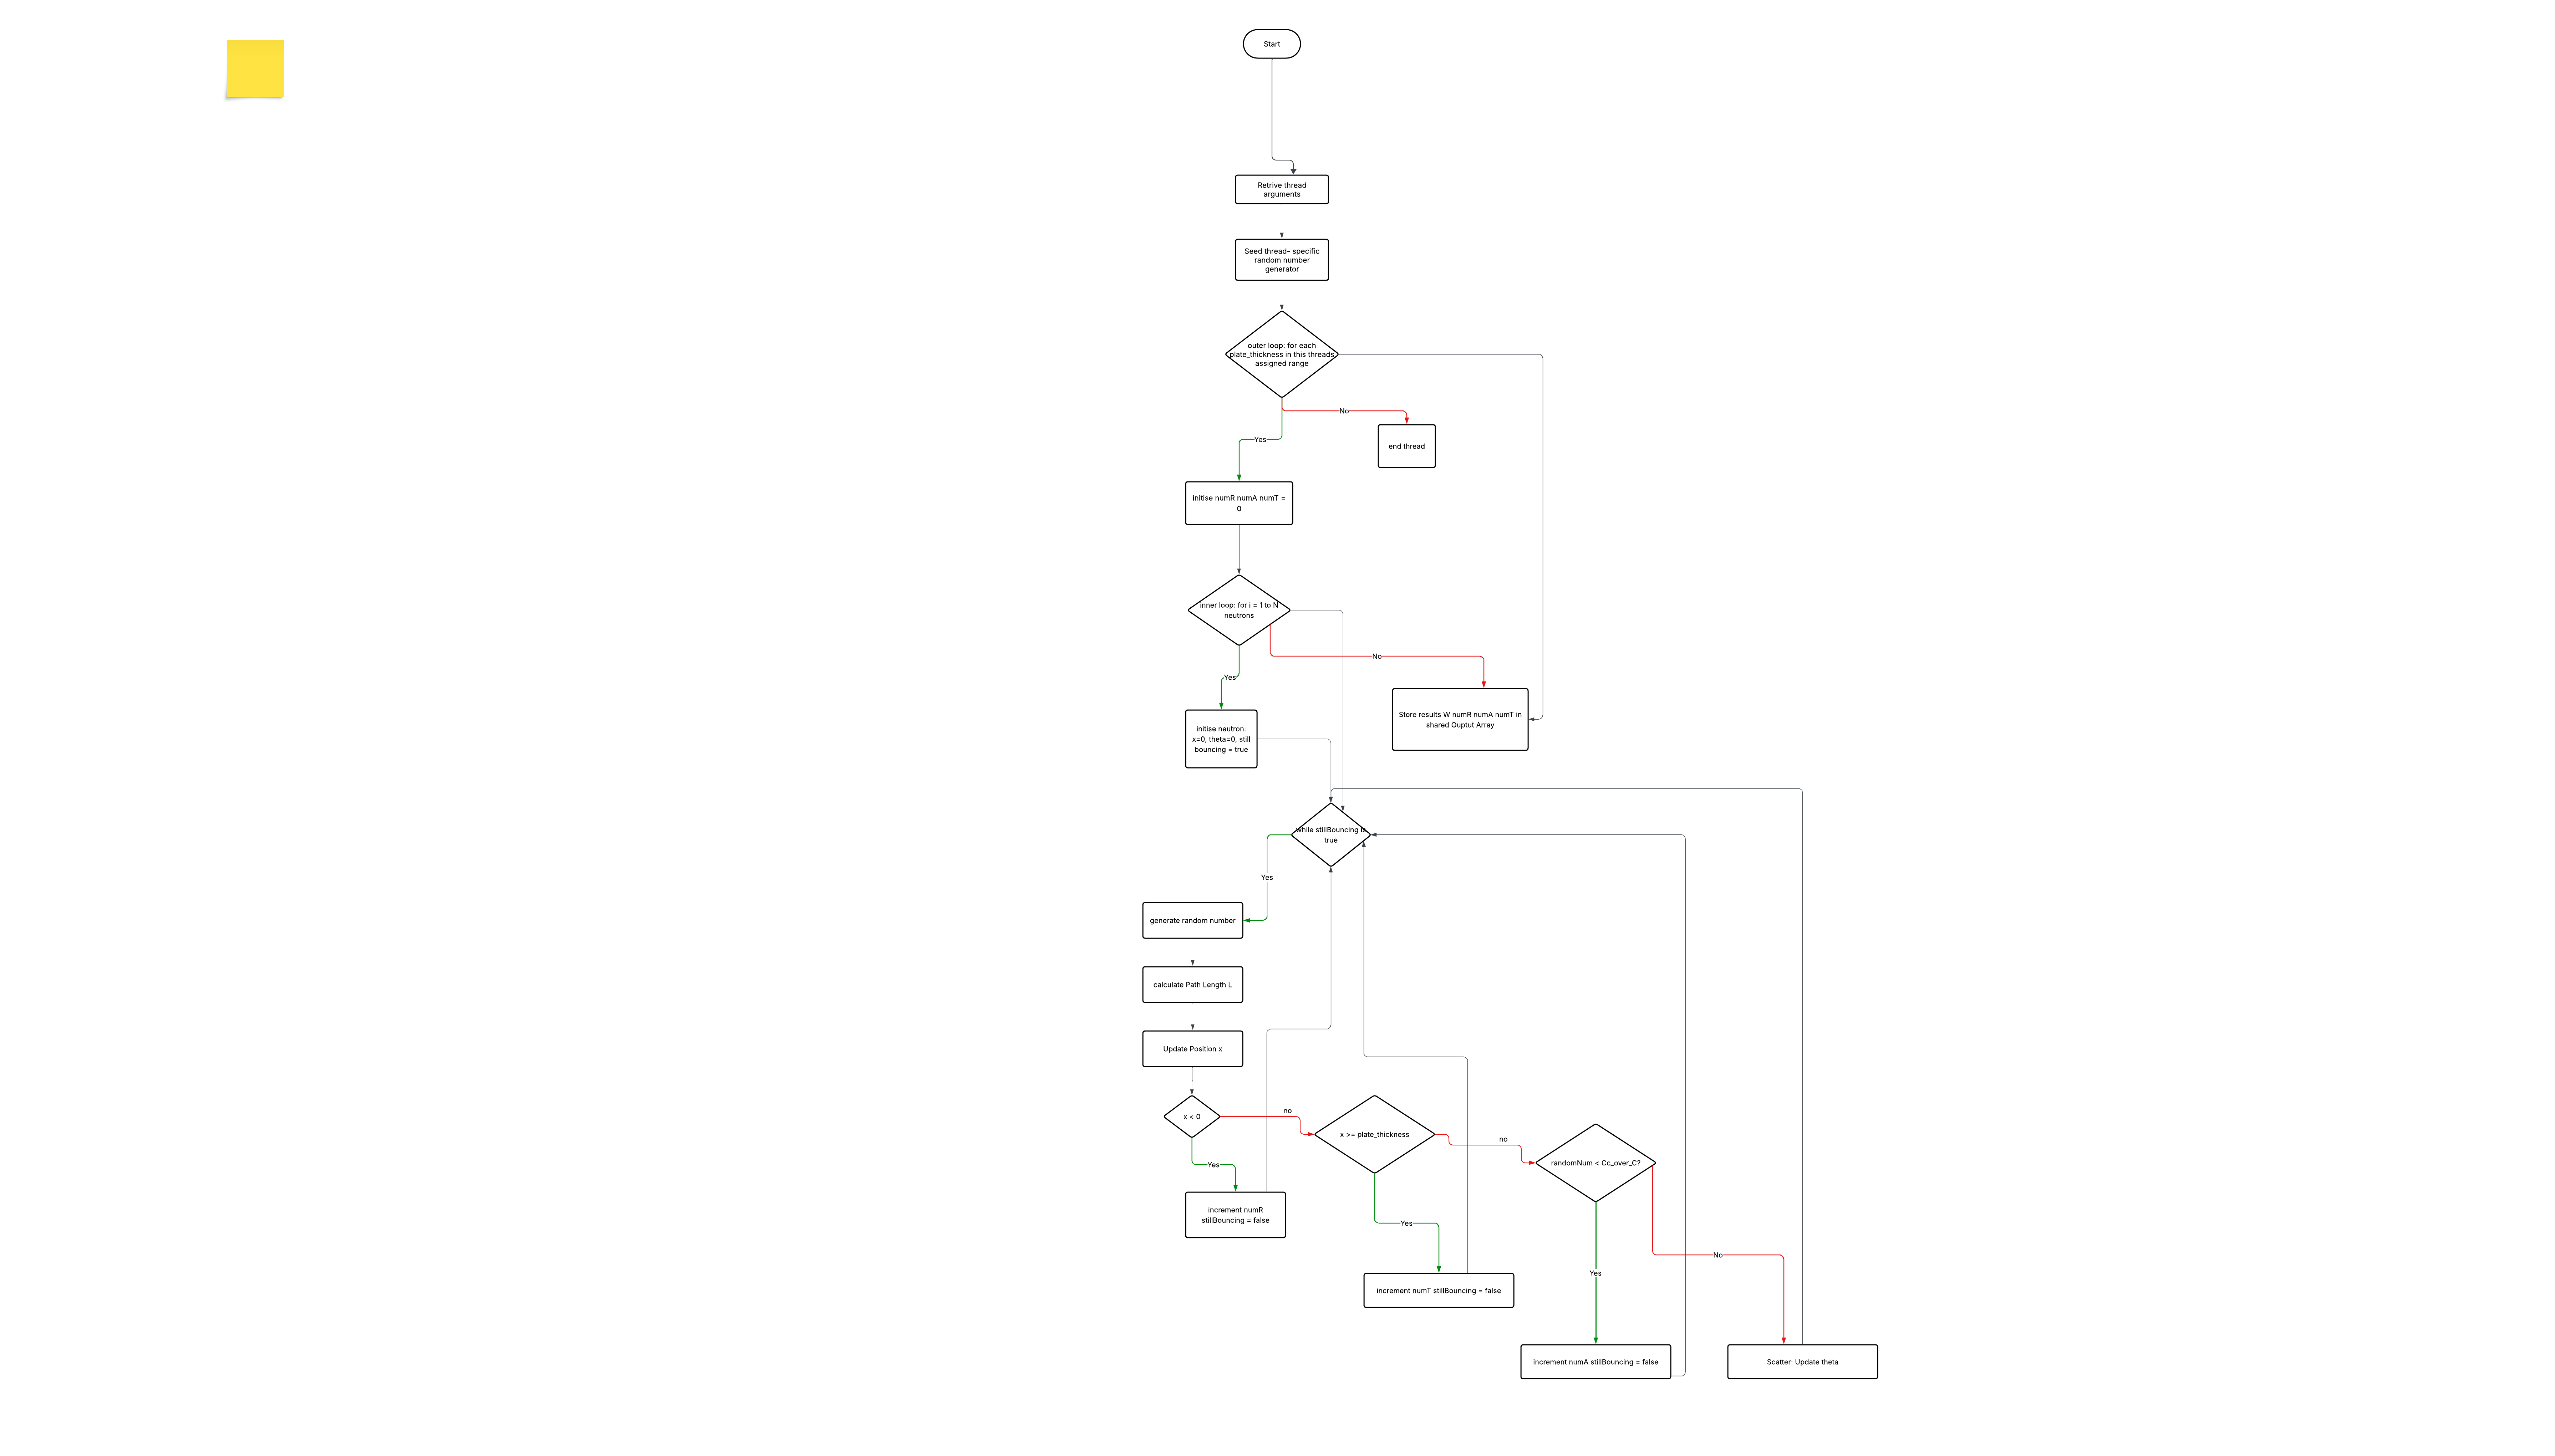 Start
Retrive thread
arguments
Seed thread- specific
random number
generator
outer loop: for each
plate_thickness in this threads
assigned range
No
Yes
end thread
initise numR numA numT =
0
inner loop: for i = 1 to N
neutrons
No
Yes
Store results W numR numA numT in
shared Ouptut Array
initise neutron:
x=0, theta=0, still
bouncing = true
while stillBouncing is
true
Yes
generate random number
calculate Path Length L
Update Position x
x < 0
no
x >= plate_thickness
no
randomNum < Cc_over_C?
Yes
increment numR
stillBouncing = false
Yes
increment numT stillBouncing = false
Yes
No
increment numA stillBouncing = false
Scatter: Update theta